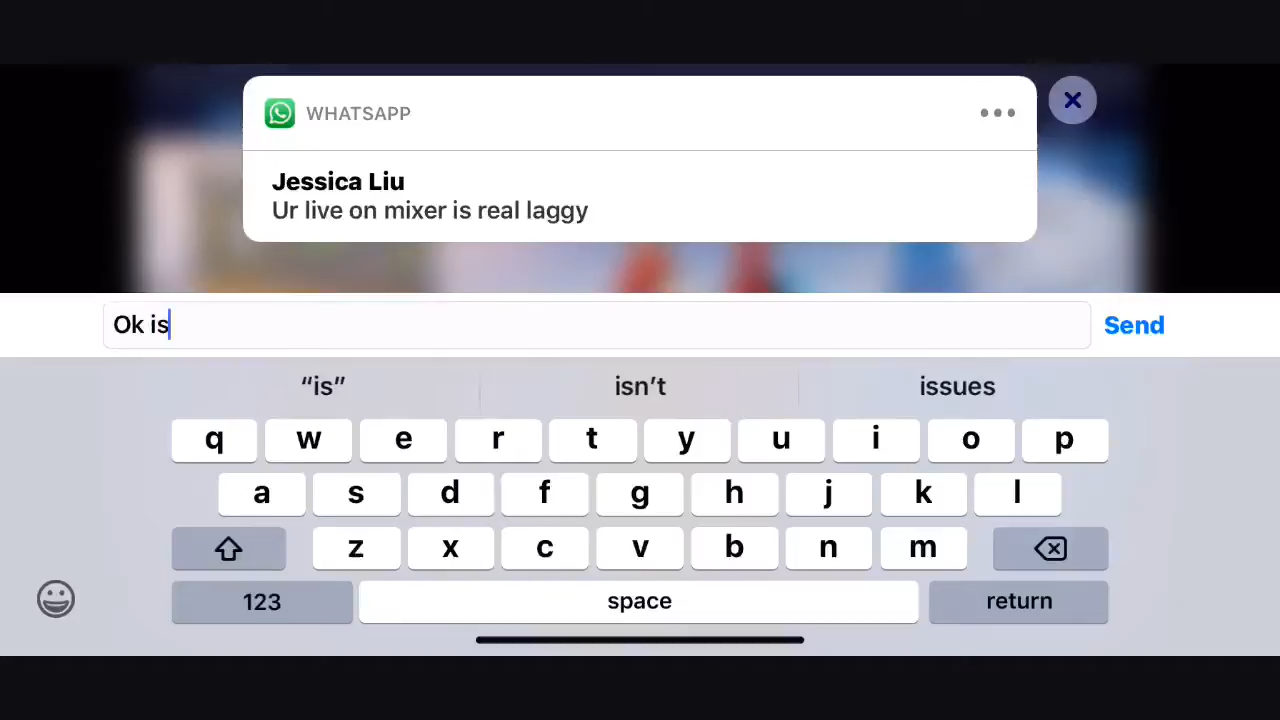 WHATSAPP
Jessica Liu
Ur live on mixer is real laggy
Ok is
Send
“is” isn’t issues
q w e r t y u i o p
a s d f g h j k l
z x c v b n m
123 space return